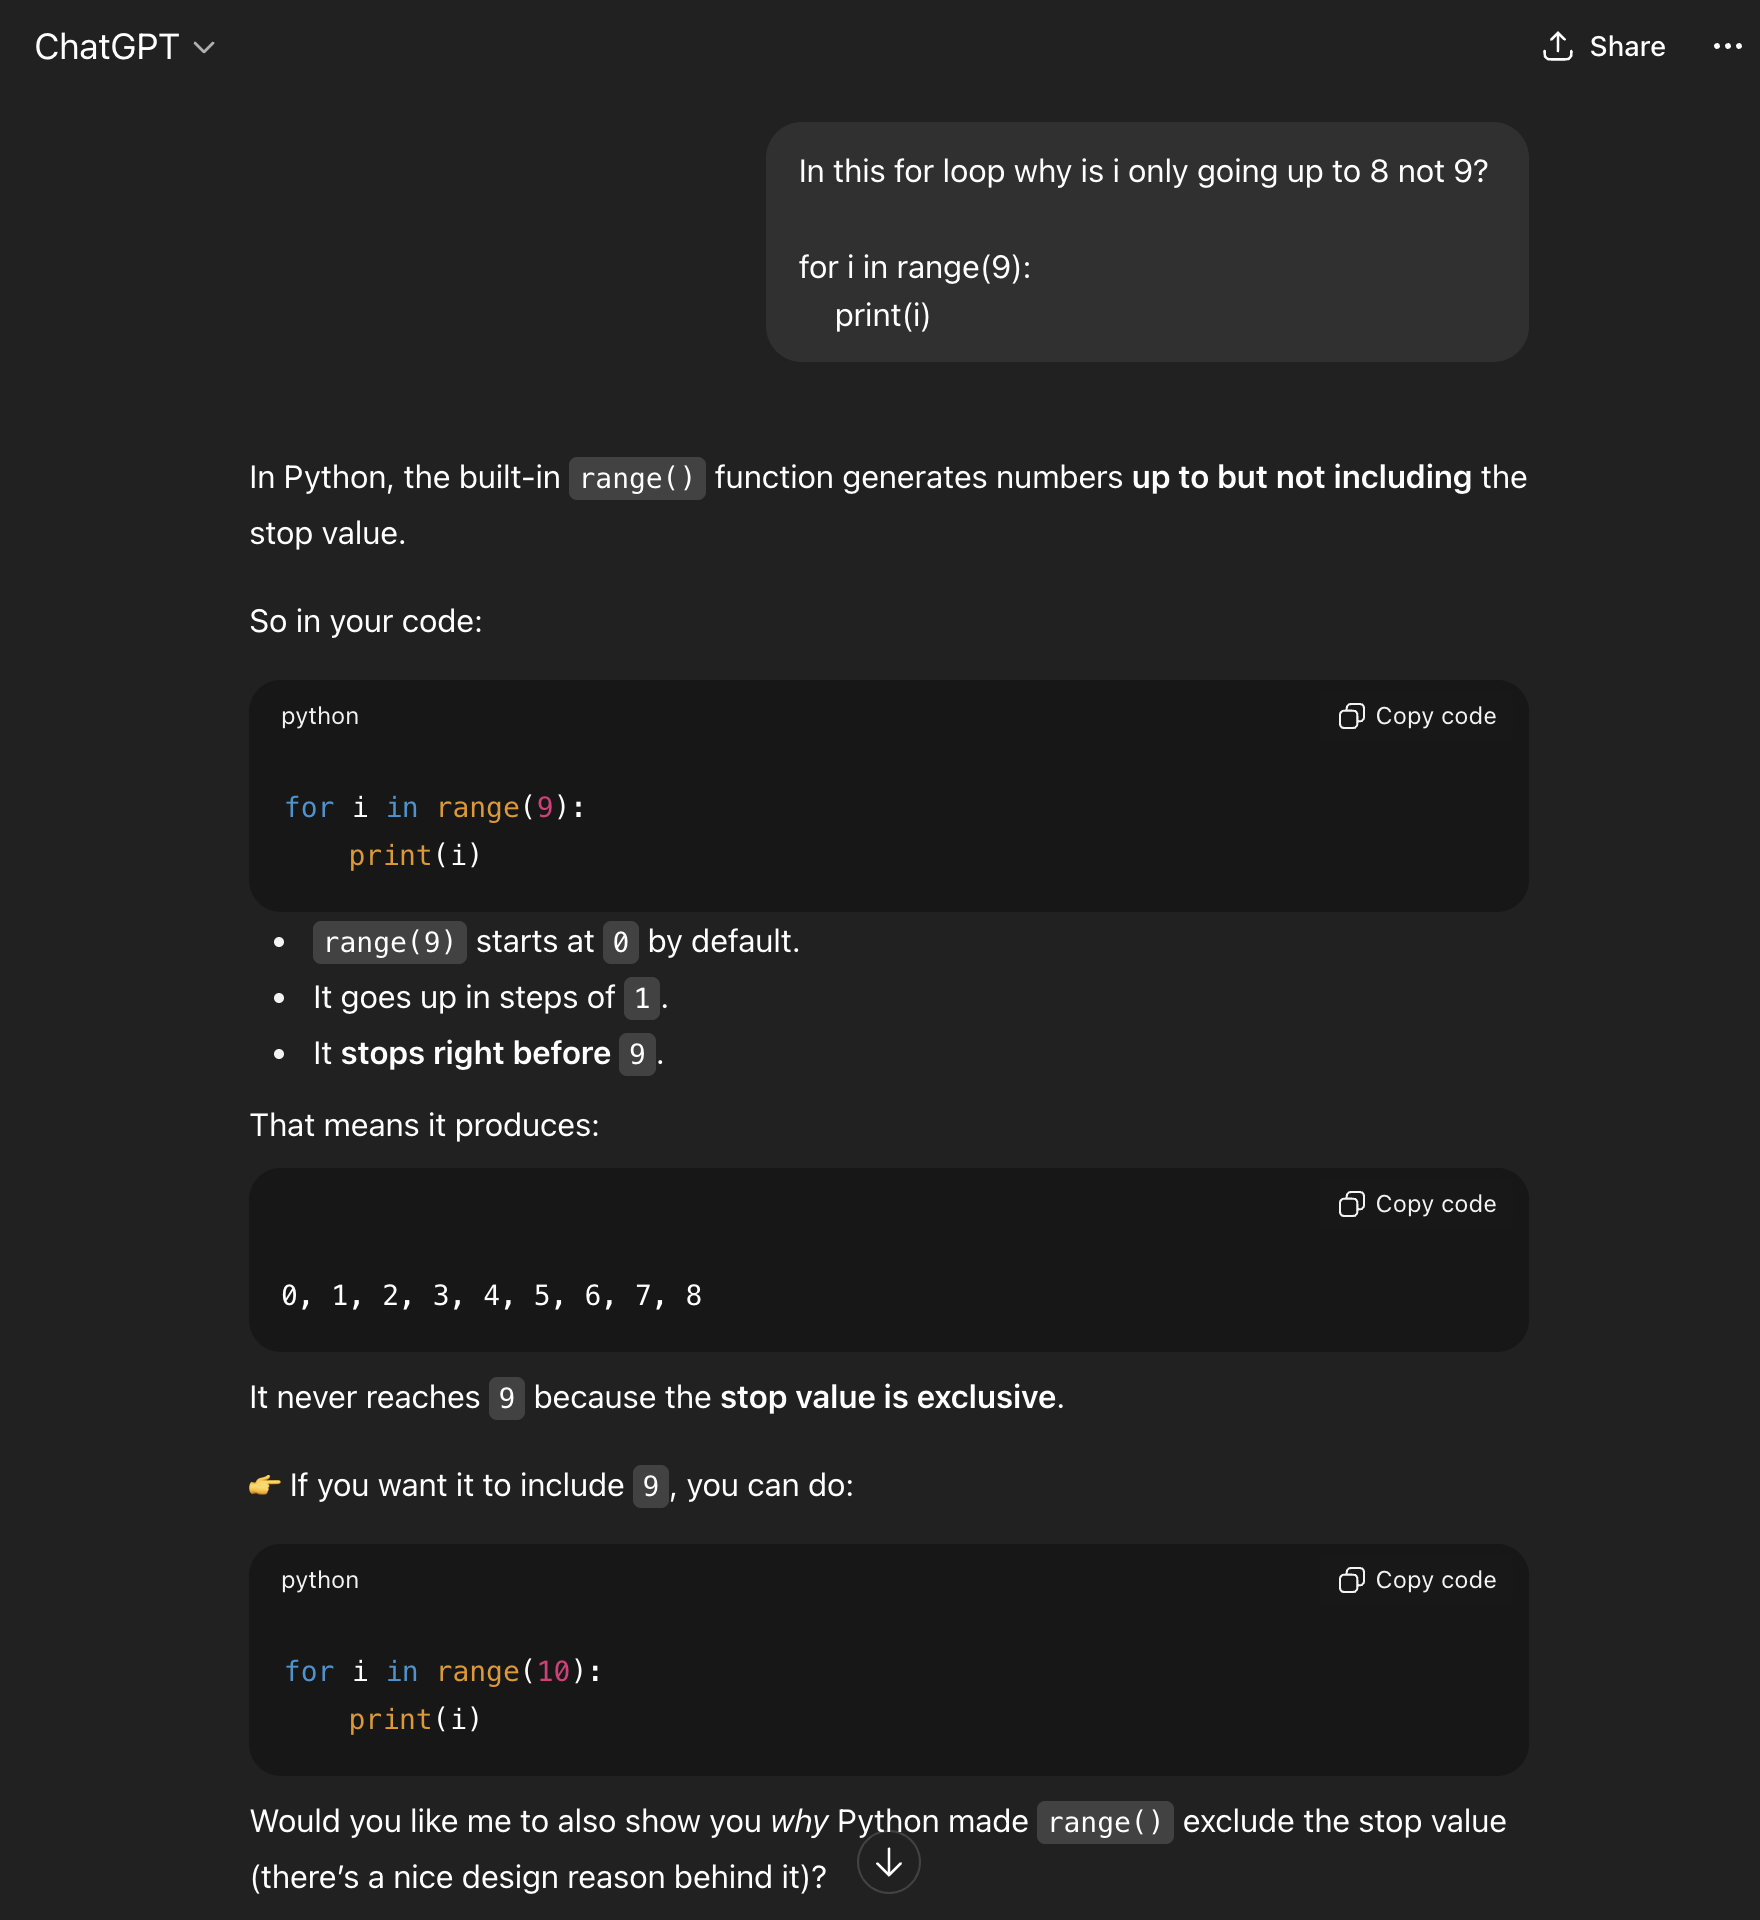 ChatGPT
Share
In this for loop why is i only going up to 8 not 9?
for i in range(9):
    print(i)
In Python, the built-in range() function generates numbers up to but not including the
stop value.
So in your code:
python
Copy code
for i in range(9):
    print(i)
• range(9) starts at 0 by default.
• It goes up in steps of 1.
• It stops right before 9.
That means it produces:
Copy code
0, 1, 2, 3, 4, 5, 6, 7, 8
It never reaches 9 because the stop value is exclusive.
👉 If you want it to include 9, you can do:
python
Copy code
for i in range(10):
    print(i)
Would you like me to also show you why Python made range() exclude the stop value
(there’s a nice design reason behind it)?